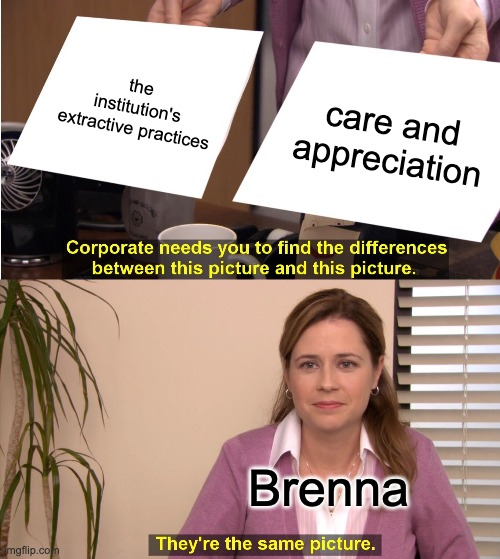 the
institution's
extractive practices
care and
appreciation
Corporate needs you to find the differences
between this picture and this picture.
Brenna
They're the same picture.
imgflip.com